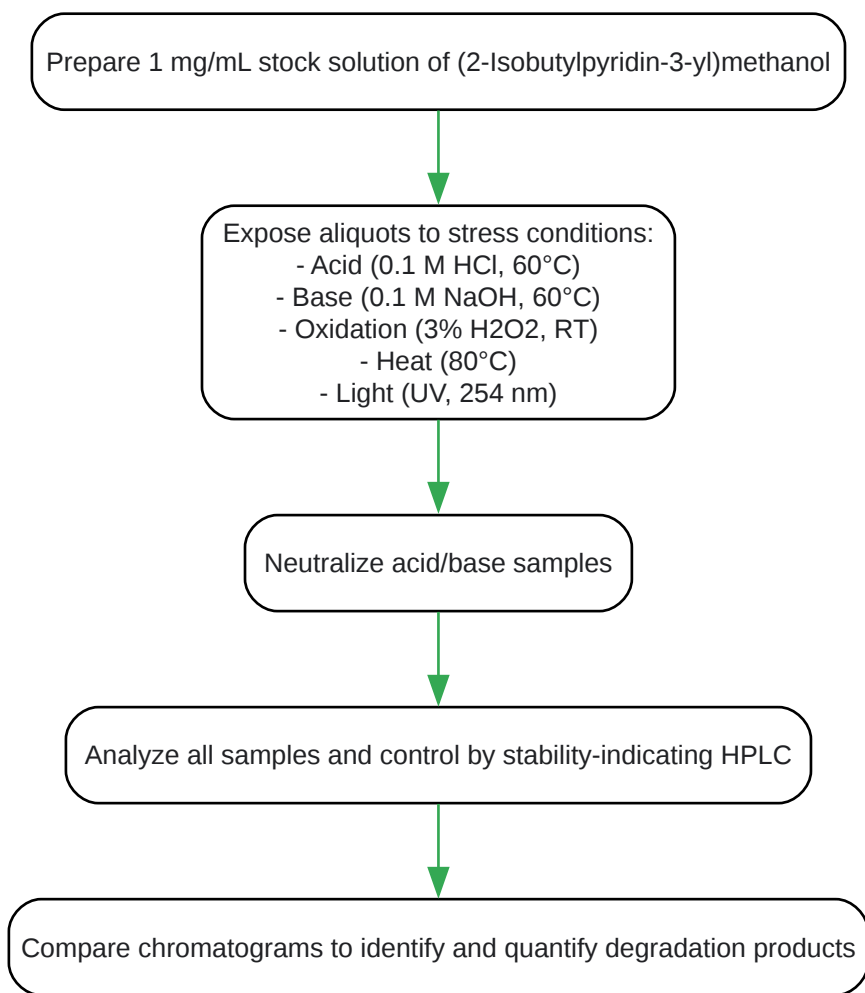 Prepare 1 mg/mL stock solution of (2-Isobutylpyridin-3-yl)methanol
Expose aliquots to stress conditions:
- Acid (0.1 M HCl, 60°C)
- Base (0.1 M NaOH, 60°C)
- Oxidation (3% H2O2, RT)
- Heat (80°C)
- Light (UV, 254 nm)
Neutralize acid/base samples
Analyze all samples and control by stability-indicating HPLC
Compare chromatograms to identify and quantify degradation products